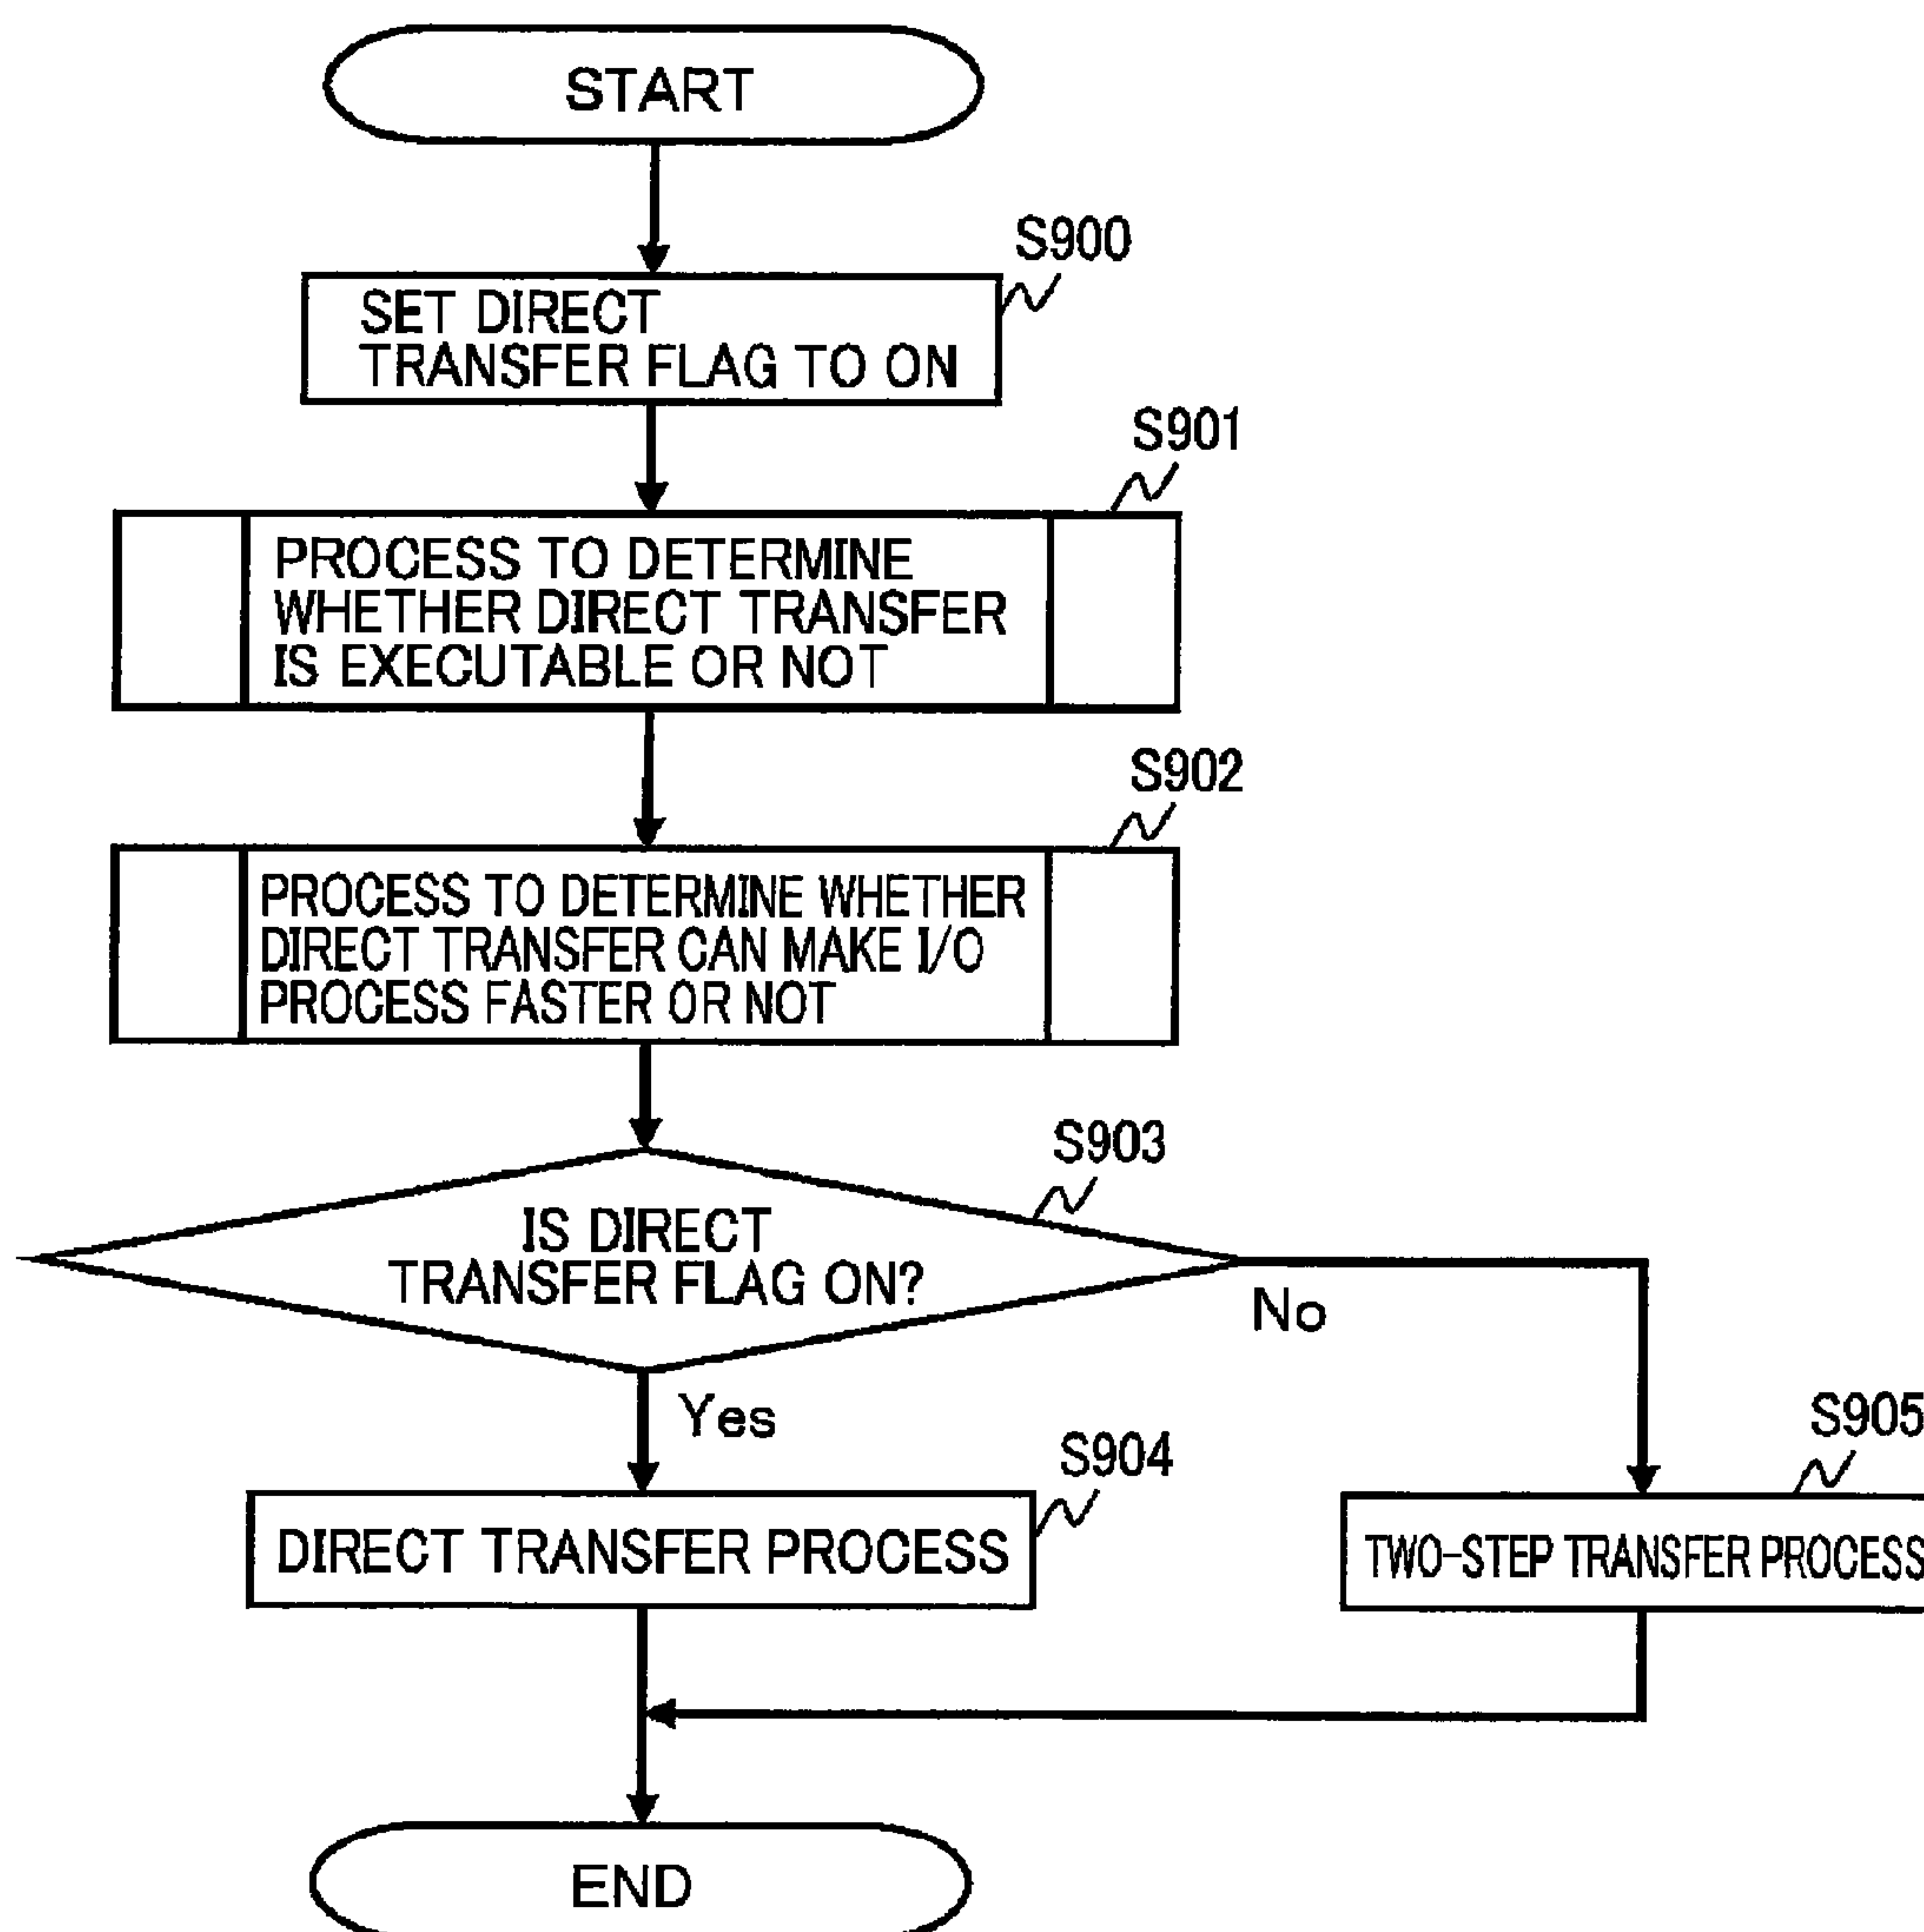 START
S900
SET DIRECT
TRANSFER FLAG TO ON
S901
PROCESS TO DETERMINE
WHETHER DIRECT TRANSFER
IS EXECUTABLE OR NOT
S902
PROCESS TO DETERMINE WHETHER
DIRECT TRANSFER CAN MAKE I/O
PROCESS FASTER OR NOT
S903
IS DIRECT
TRANSFER FLAG ON?
No
Yes
S904
S905
DIRECT TRANSFER PROCESS
TWO-STEP TRANSFER PROCESS
END